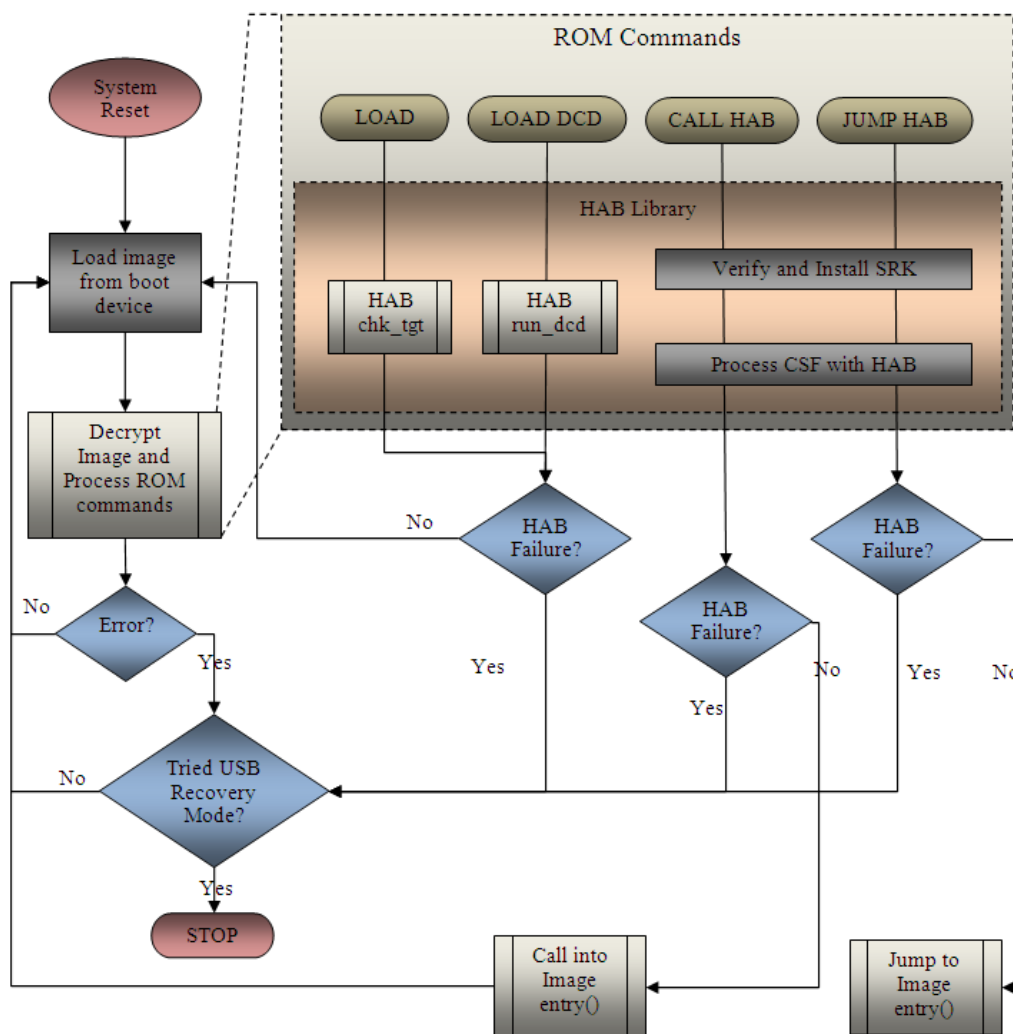 ROM Commands
System
Reset
LOAD
LOAD DCD
CALL HAB
JUMP HAB
HAB Library
Load image
from boot
device
Verify and Install SRK
HAB
chk_tgt
HAB
run_dcd
Process CSF with HAB
Decrypt
Image and
Process ROM
commands
No
HAB
Failure?
HAB
Failure?
HAB
Failure?
No
Error?
Yes
Yes
No
Yes
No
Yes
Tried USB
Recovery
Mode?
No
Yes
STOP
Call into
Image
entry()
Jump to
Image
entry()